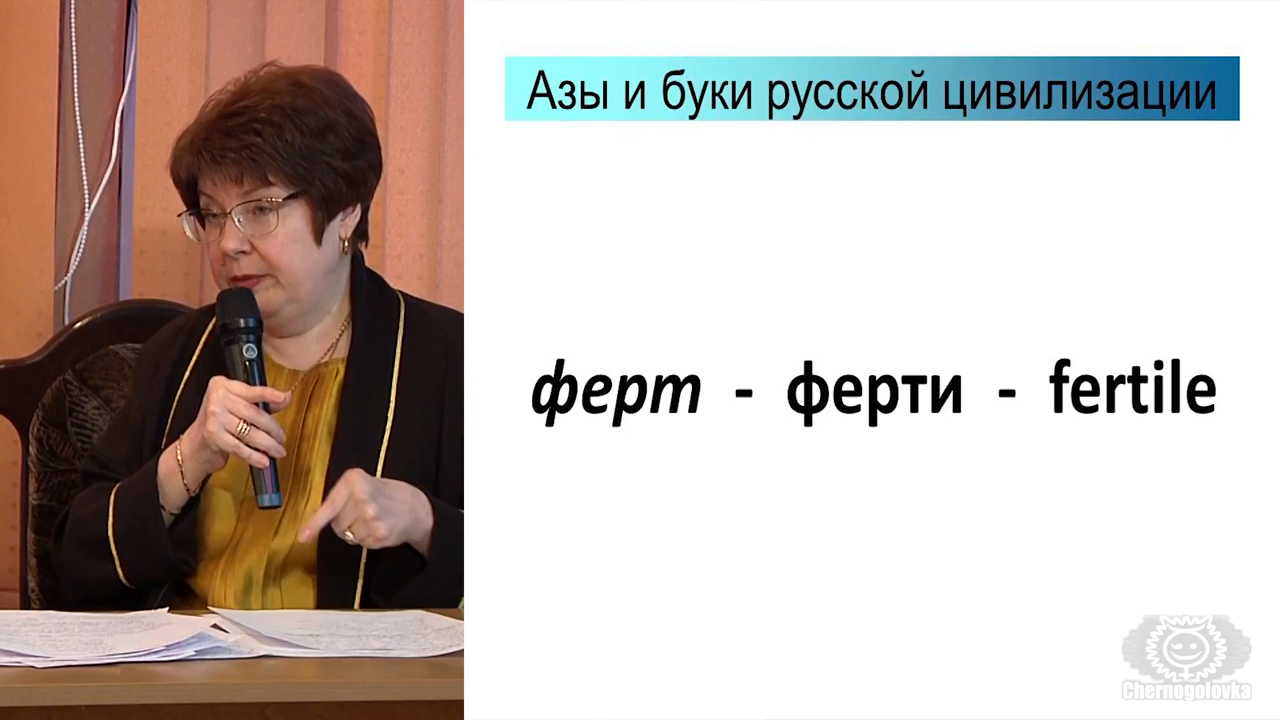 Азы и буки русской цивилизации
ферт - ферти - fertile
Chernogolovka